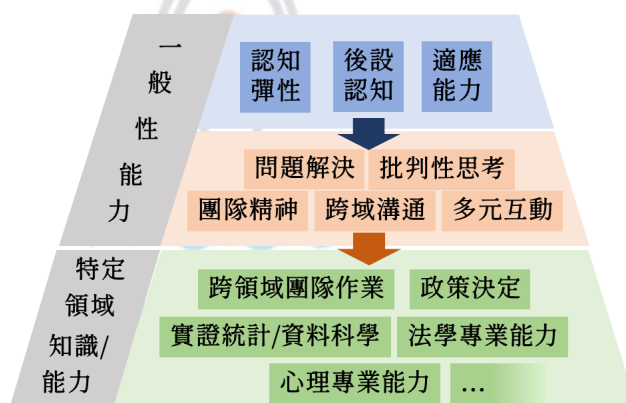 一般性能力
認知
彈性
後設
認知
適應
能力
問題解決
批判性思考
團隊精神
跨域溝通
多元互動
特定
領域
知識/
能力
跨領域團隊作業
政策決定
實證統計/資料科學
法學專業能力
心理專業能力
...